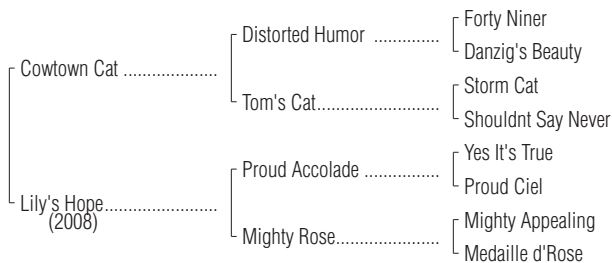 Forty Niner
Distorted Humor ..............
Danzig's Beauty
Cowtown Cat ....................
Storm Cat
Tom's Cat..........................
Shouldnt Say Never
Yes It's True
Proud Accolade ................
Proud Ciel
Lily's Hope........................
(2008)
Mighty Appealing
Mighty Rose......................
Medaille d'Rose